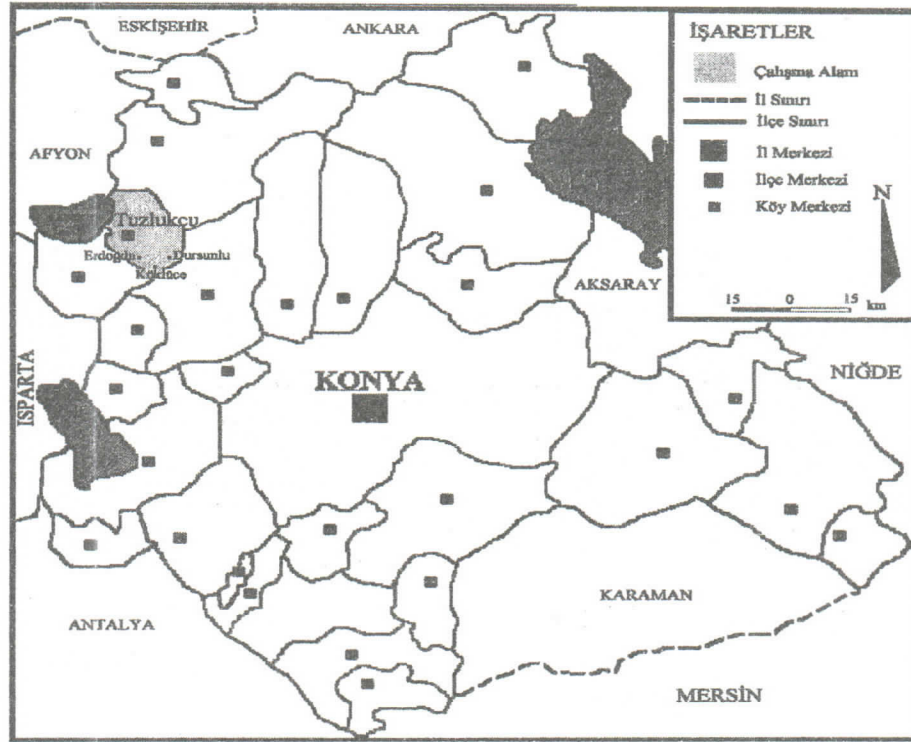 ESKİŞEHİR
ANKARA
AFYON
Tuzlukçu
Erdoğdu
Dursunlu
Köklüce
ISPARTA
KONYA
AKSARAY
NİĞDE
ANTALYA
KARAMAN
MERSİN
İŞARETLER
Çalışma Alanı
İl Sınırı
İlçe Sınırı
İl Merkezi
İlçe Merkezi
Köy Merkezi
N
15 0 15
km